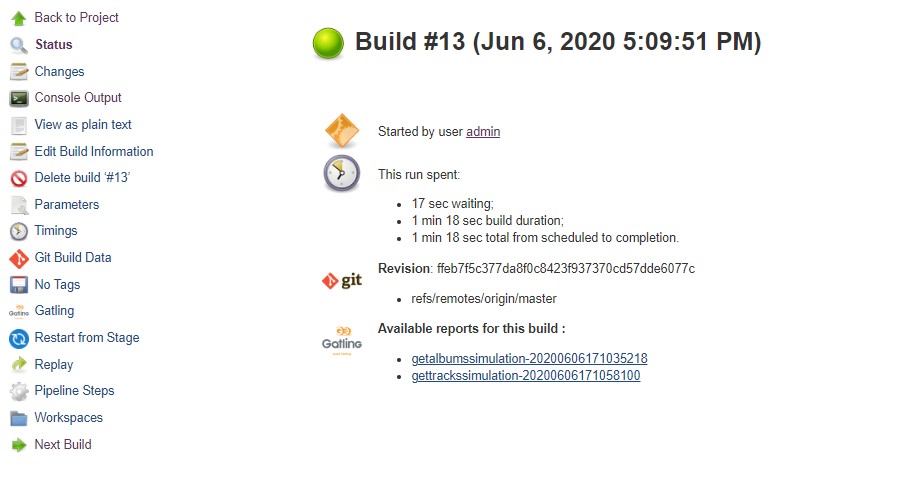 Back to Project
Status
Changes
Console Output
View as plain text
Edit Build Information
Delete build ‘#13’
Parameters
Timings
Git Build Data
No Tags
Gatling
Gatling
Restart from Stage
Replay
Pipeline Steps
Workspaces
Next Build
Build #13 (Jun 6, 2020 5:09:51 PM)
Started by user admin
This run spent:
17 sec waiting;
1 min 18 sec build duration;
1 min 18 sec total from scheduled to completion.
git
Revision: ffeb7f5c377da8f0c8423f937370cd57dde6077c
refs/remotes/origin/master
Gatling
Available reports for this build :
getalbumssimulation-20200606171035218
gettrackssimulation-20200606171058100